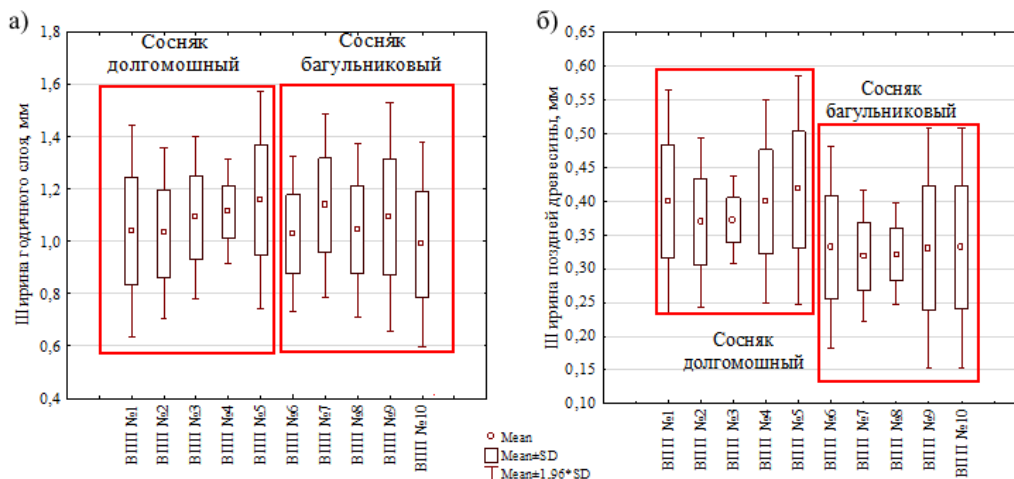 а)
Ширина годичного слоя, мм
1,8
1,6
1,4
1,2
1,0
0,8
0,6
0,4
Сосняк
долгомошный
Сосняк
багульниковый
ВПП №1
ВПП №2
ВПП №3
ВПП №4
ВПП №5
ВПП №6
ВПП №7
ВПП №8
ВПП №9
ВПП №10
Mean
Mean±SD
Mean±1,96*SD
б)
Ширина поздней древесины, мм
0,65
0,60
0,55
0,50
0,45
0,40
0,35
0,30
0,25
0,20
0,15
0,10
Сосняк
багульниковый
Сосняк
долгомошный
ВПП №1
ВПП №2
ВПП №3
ВПП №4
ВПП №5
ВПП №6
ВПП №7
ВПП №8
ВПП №9
ВПП №10